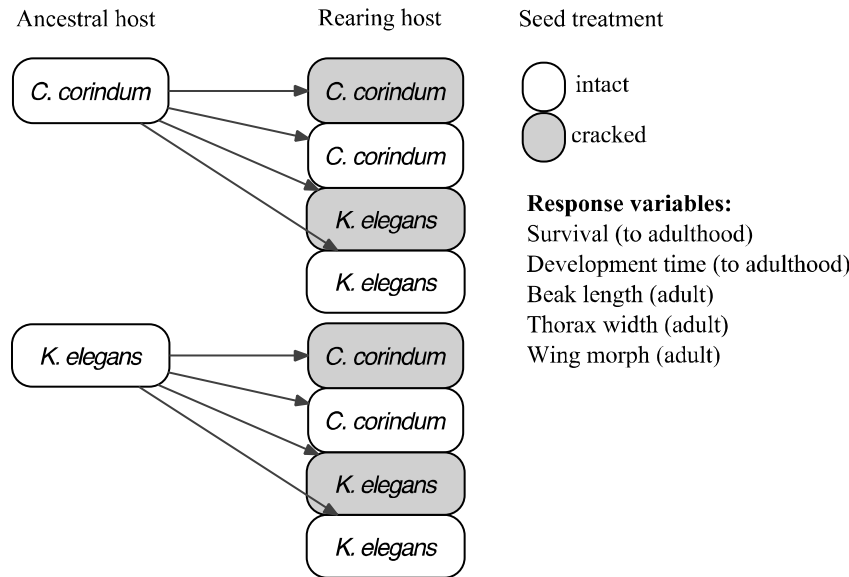 Ancestral host
Rearing host
Seed treatment
C. corindum
C. corindum
C. corindum
K. elegans
K. elegans
K. elegans
C. corindum
C. corindum
K. elegans
K. elegans
intact
cracked
Response variables:
Survival (to adulthood)
Development time (to adulthood)
Beak length (adult)
Thorax width (adult)
Wing morph (adult)